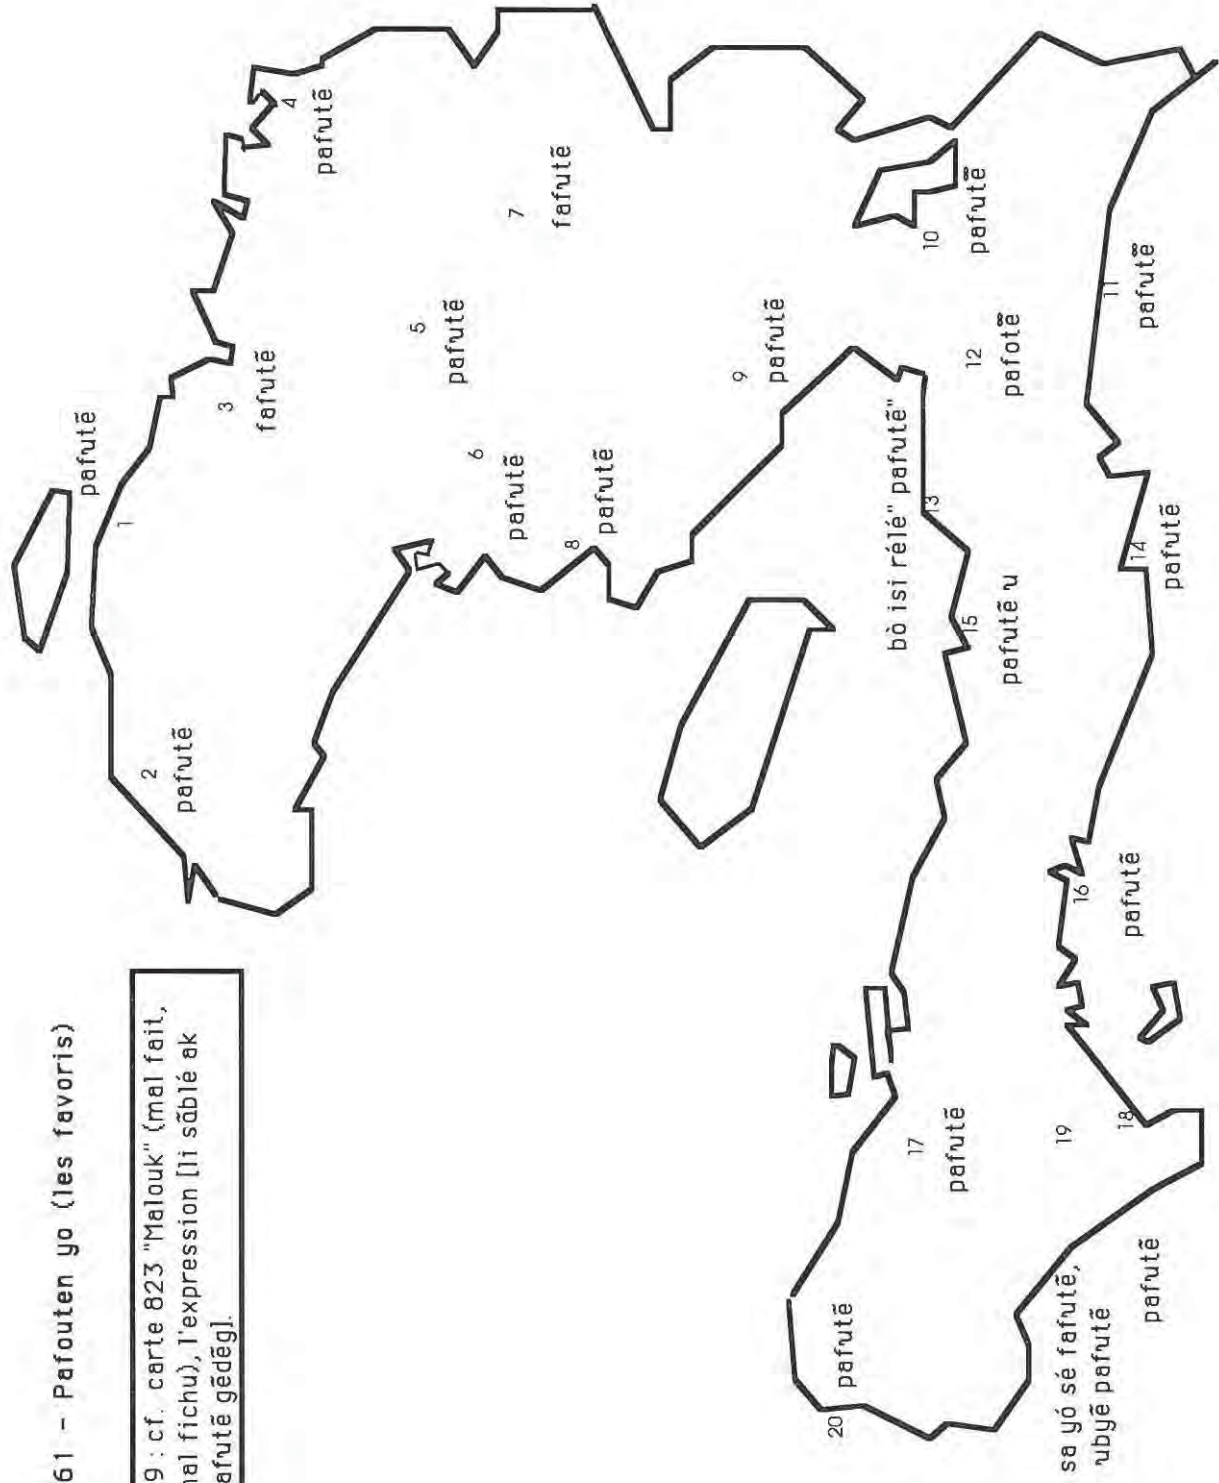 61 - Pafouten yo (les favoris)
9 : cf. carte 823 "Malouk" (mal fait,
fichu), l'expression [li sãblé ak
gẽdẽg].
pafutẽ
1
2
pafutẽ
3
fafutẽ
4
pafutẽ
5
pafutẽ
6
pafutẽ
7
fafutẽ
8
pafutẽ
9
pafutẽ
10
pafutẽ
11
pafutẽ
12
pafotẽ
bò isi rélé" pafutẽ"
13
14
pafutẽ
15
pafutẽ u
16
pafutẽ
17
pafutẽ
18
19
pafutẽ
20
pafutẽ
sa yó sé fafutẽ,
ubyẽ pafutẽ